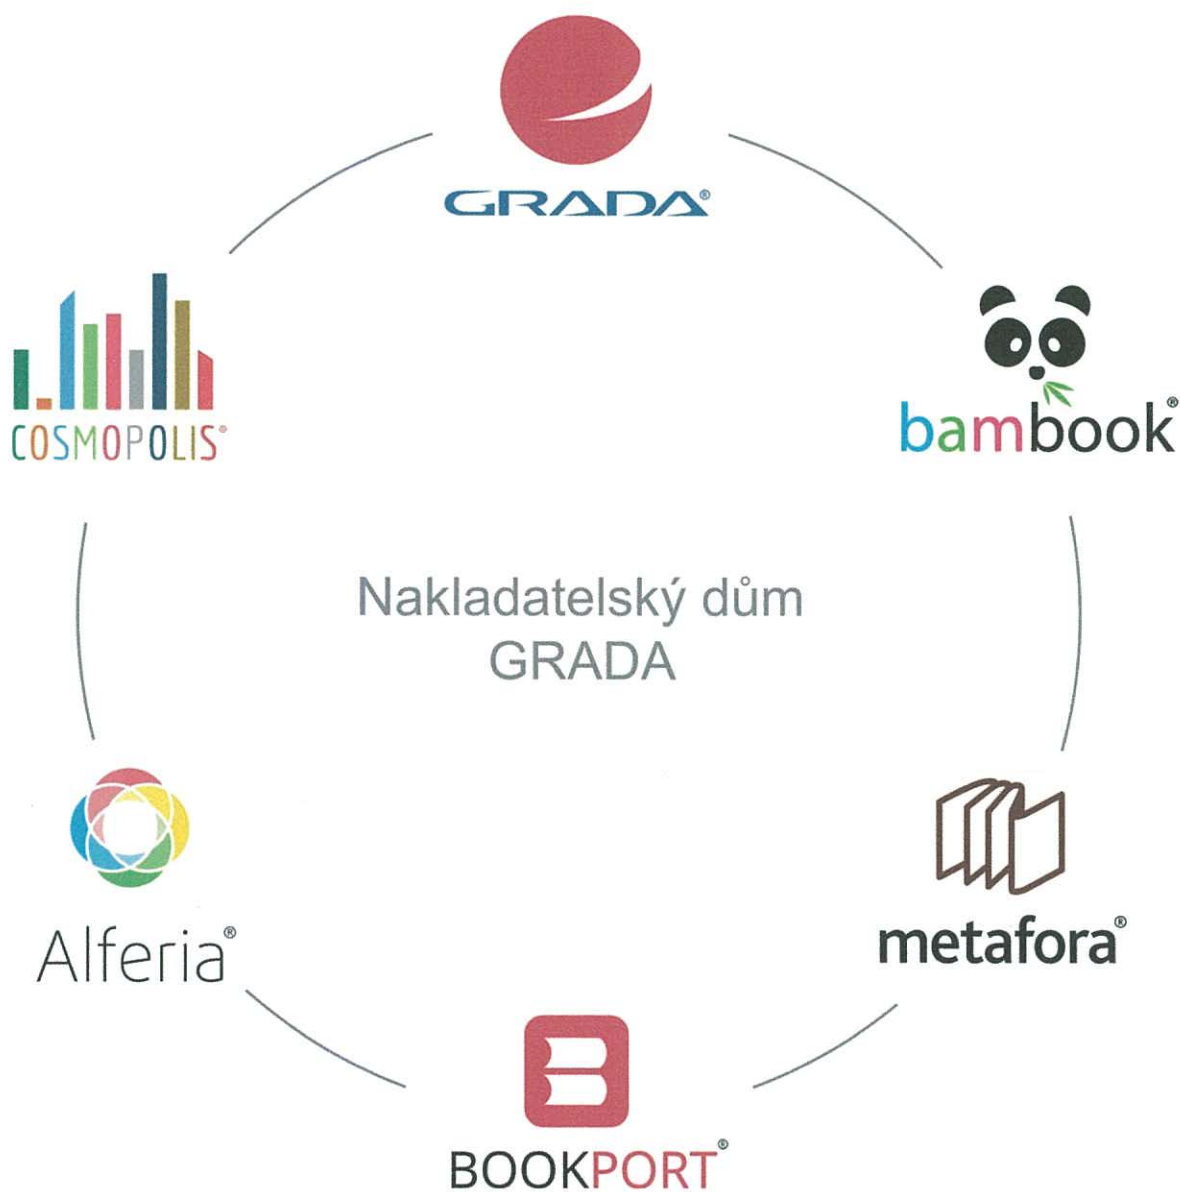 GRADA®
COSMOPOLIS®
bambook®
Nakladatelský dům
GRADA
Alferia®
metafora®
BOOKPORT®